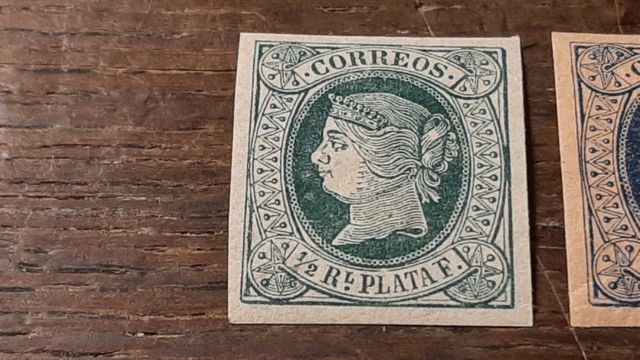 · CORREOS ·
½ RL PLATA F.